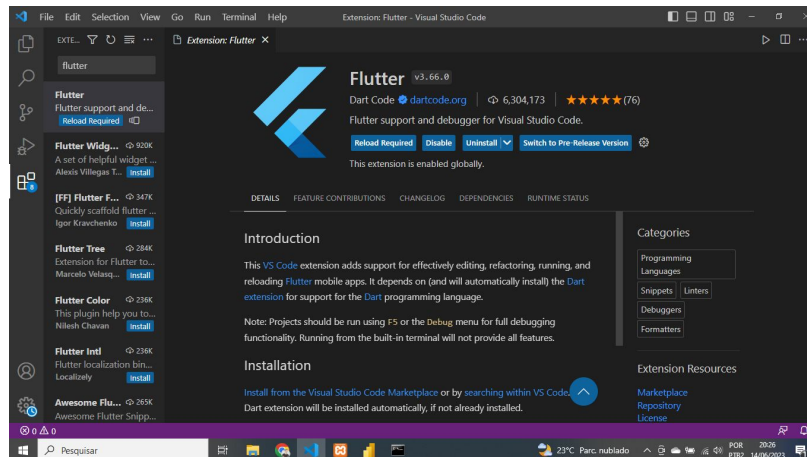 File Edit Selection View Go Run Terminal Help
Extension: Flutter - Visual Studio Code
EXTE...
Extension: Flutter
flutter
Flutter
Flutter support and de...
Reload Required
Flutter Widg... 920K
A set of helpful widget ...
Alexis Villegas T... Install
[FF] Flutter F... 347K
Quickly scaffold flutter ...
Igor Kravchenko Install
Flutter Tree 284K
Extension for Flutter to...
Marcelo Velasq... Install
Flutter Color 236K
This plugin help you to...
Nilesh Chavan Install
Flutter Intl 236K
Flutter localization bin...
Localizely Install
Awesome Flu... 265K
Awesome Flutter Snipp...
Flutter v3.66.0
Dart Code dartcode.org 6,304,173 (76)
Flutter support and debugger for Visual Studio Code.
Reload Required Disable Uninstall Switch to Pre-Release Version
This extension is enabled globally.
DETAILS FEATURE CONTRIBUTIONS CHANGELOG DEPENDENCIES RUNTIME STATUS
Introduction
This VS Code extension adds support for effectively editing, refactoring, running, and
reloading Flutter mobile apps. It depends on (and will automatically install) the Dart
extension for support for the Dart programming language.
Note: Projects should be run using F5 or the Debug menu for full debugging
functionality. Running from the built-in terminal will not provide all features.
Installation
Install from the Visual Studio Code Marketplace or by searching within VS Code.
Dart extension will be installed automatically, if not already installed.
Categories
Programming
Languages
Snippets Linters
Debuggers
Formatters
Extension Resources
Marketplace
Repository
License
8
0 0
Pesquisar
23°C Parc. nublado
POR
PTB2
20:26
14/06/2023